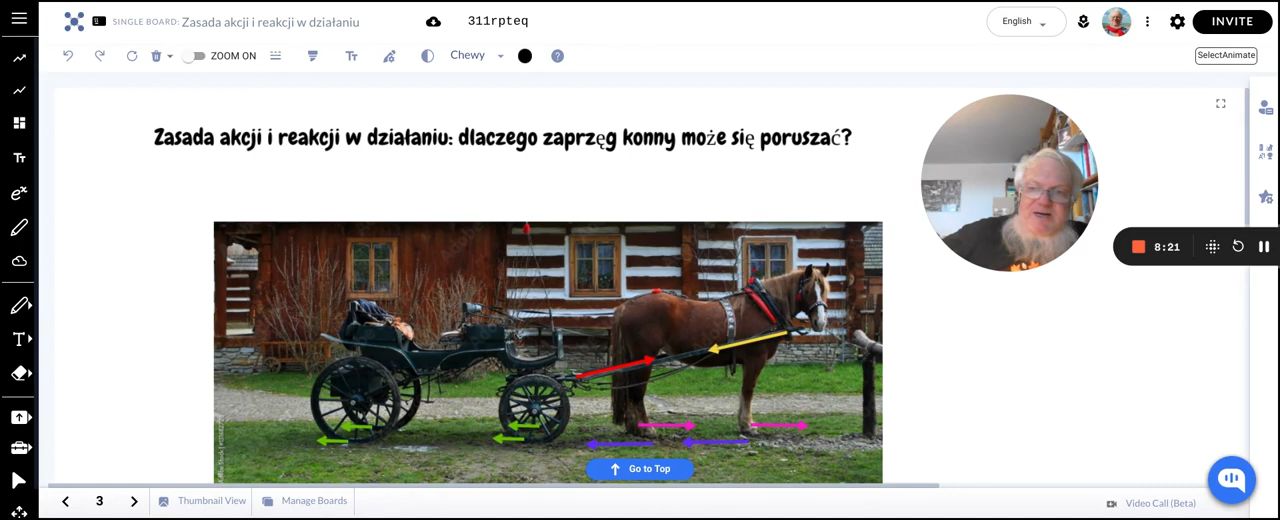 SINGLE BOARD: Zasada akcji i reakcji w działaniu
311rpteq
English
INVITE
ZOOM ON
Chewy
SelectAnimate
Zasada akcji i reakcji w działaniu: dlaczego zaprzęg konny może się poruszać?
8:21
Go to Top
3
Thumbnail View
Manage Boards
Video Call (Beta)